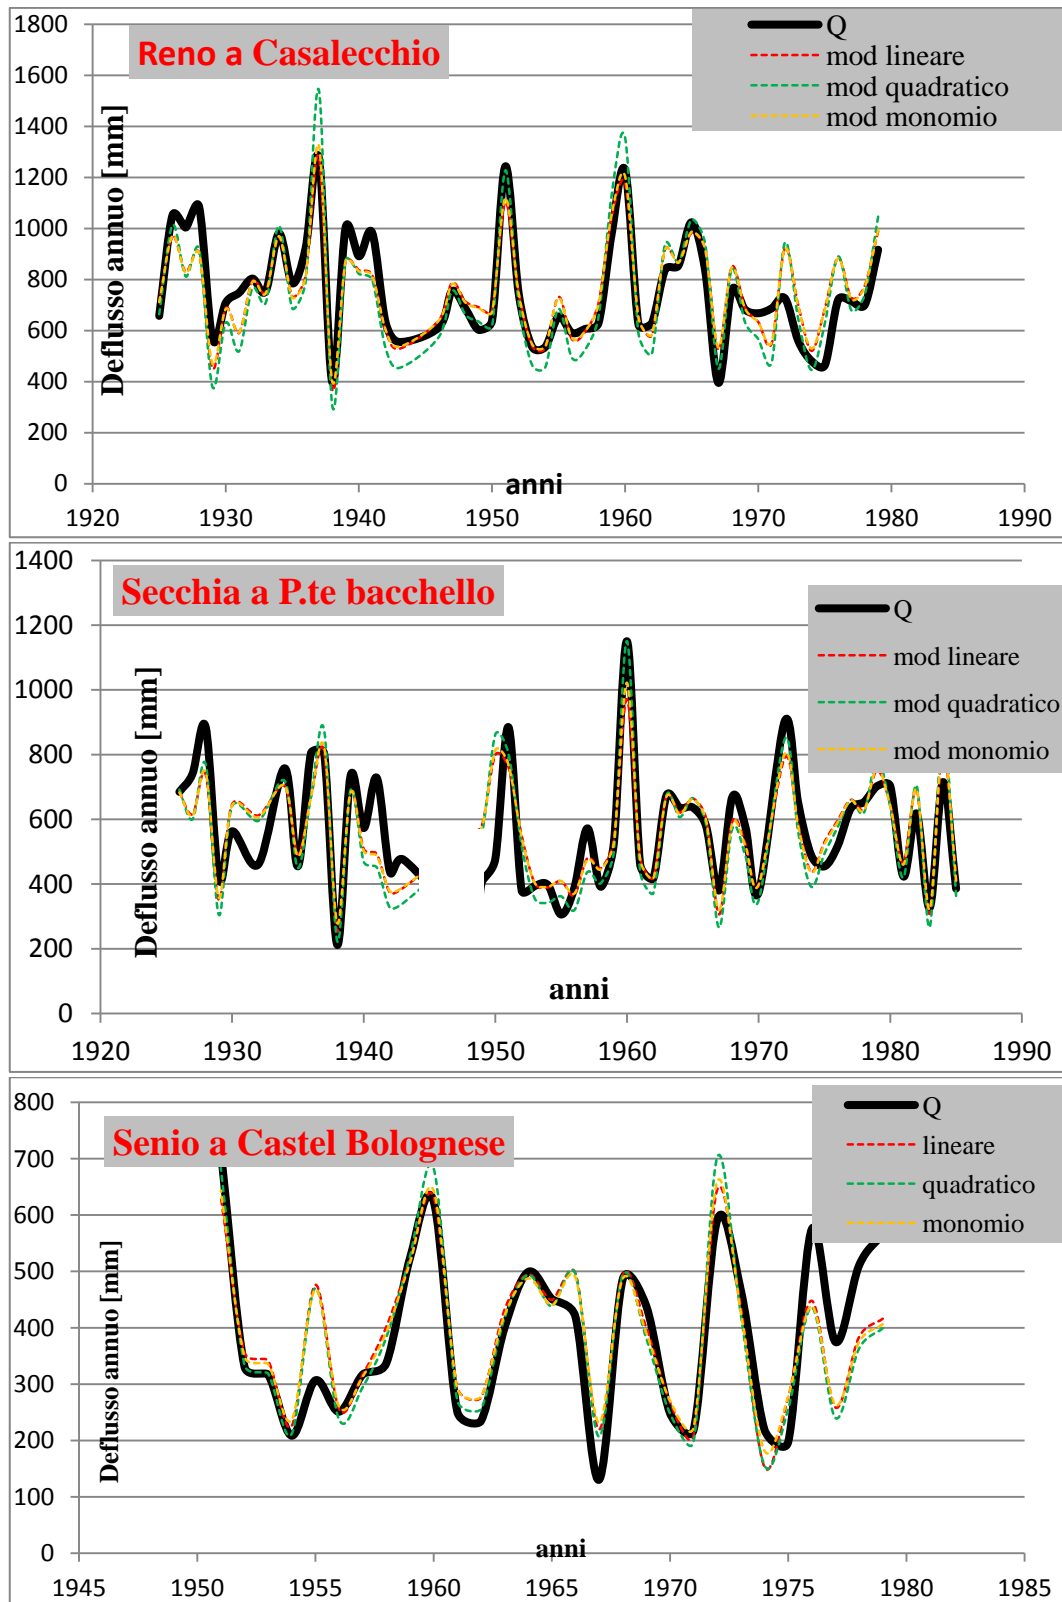 1800
1600
1400
1200
1000
800
600
400
200
0
Deflusso annuo [mm]
Reno a Casalecchio
Q
mod lineare
mod quadratico
mod monomio
anni
1920 1930 1940 1950 1960 1970 1980 1990
1400
1200
1000
800
600
400
200
0
Deflusso annuo [mm]
Secchia a P.te bacchello
Q
mod lineare
mod quadratico
mod monomio
anni
1920 1930 1940 1950 1960 1970 1980 1990
800
700
600
500
400
300
200
100
0
Deflusso annuo [mm]
Senio a Castel Bolognese
Q
lineare
quadratico
monomio
anni
1945 1950 1955 1960 1965 1970 1975 1980 1985